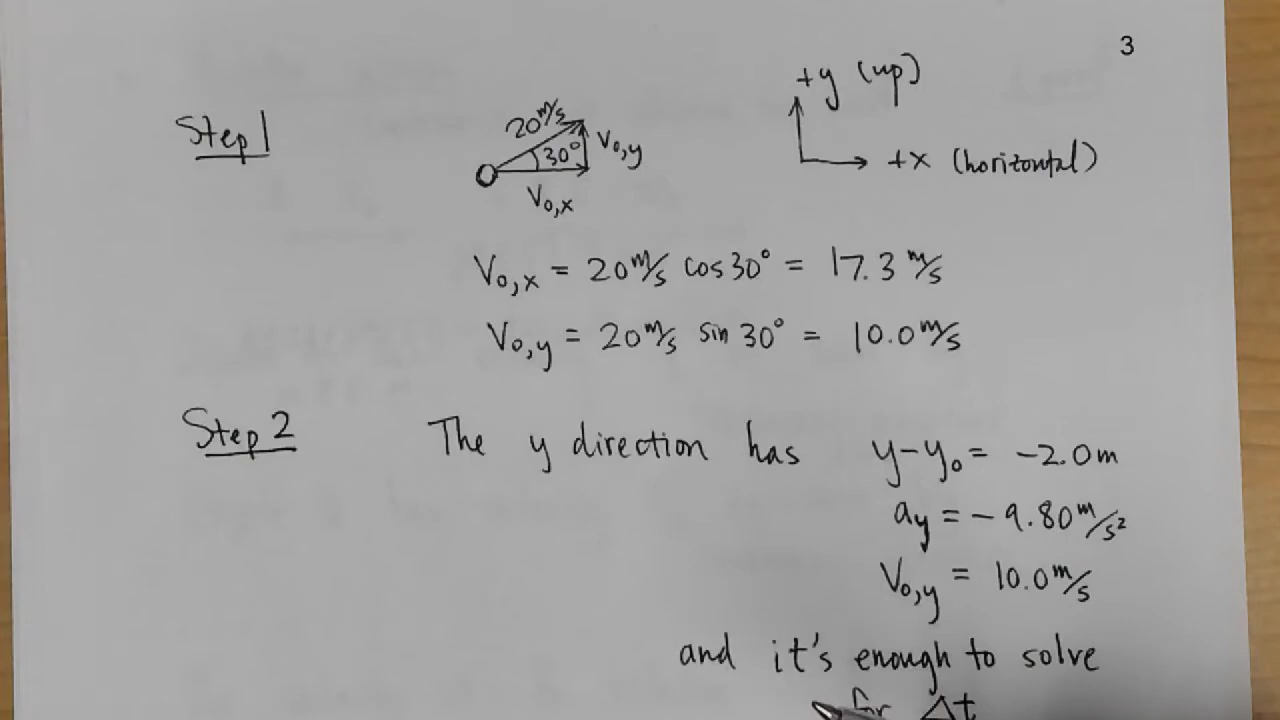 3
+y (up)
Step 1
20 m/s
30°
V₀,y
+x (horizontal)
V₀,x
V₀,x = 20 m/s cos 30° = 17.3 m/s
V₀,y = 20 m/s sin 30° = 10.0 m/s
Step 2 The y direction has y-y₀ = -2.0 m
ay = -9.80 m/s²
V₀,y = 10.0 m/s
and it's enough to solve
for Δt